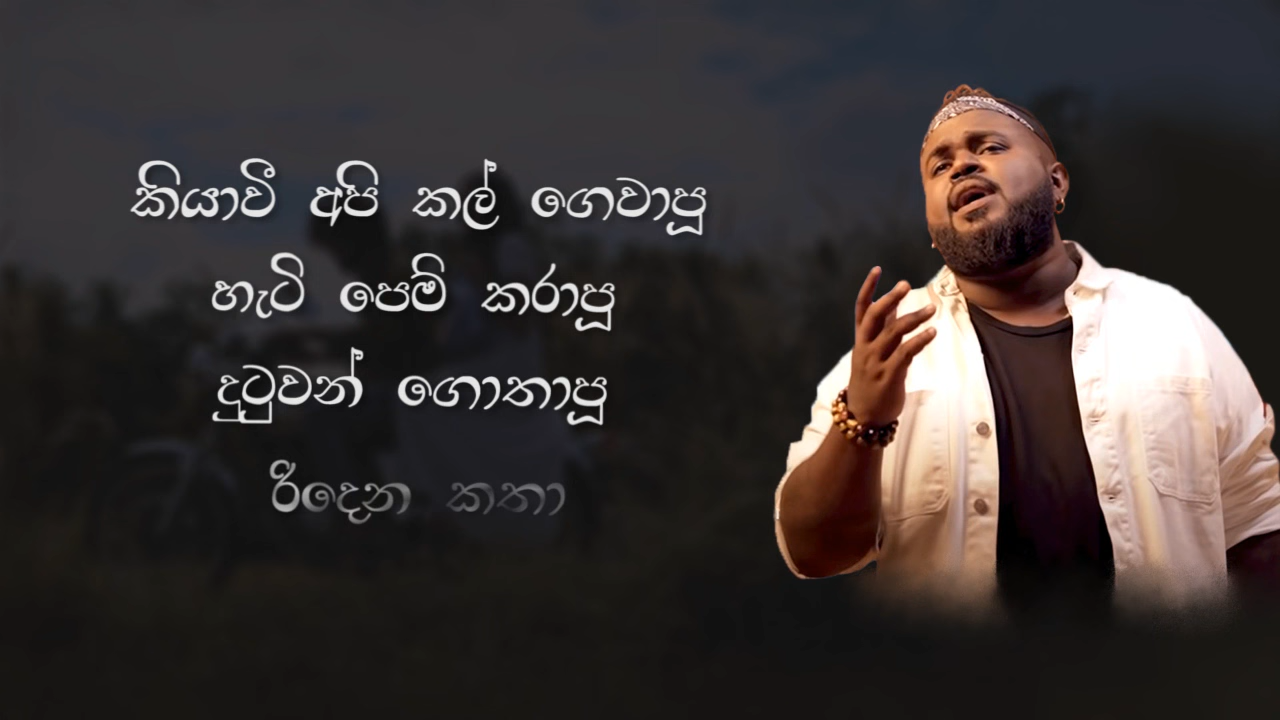 කියාවී අපි කල් ගෙවාපූ
හැටි පෙම් කරාපූ
දුටුවන් ගොතාපූ
රිදෙන කතා